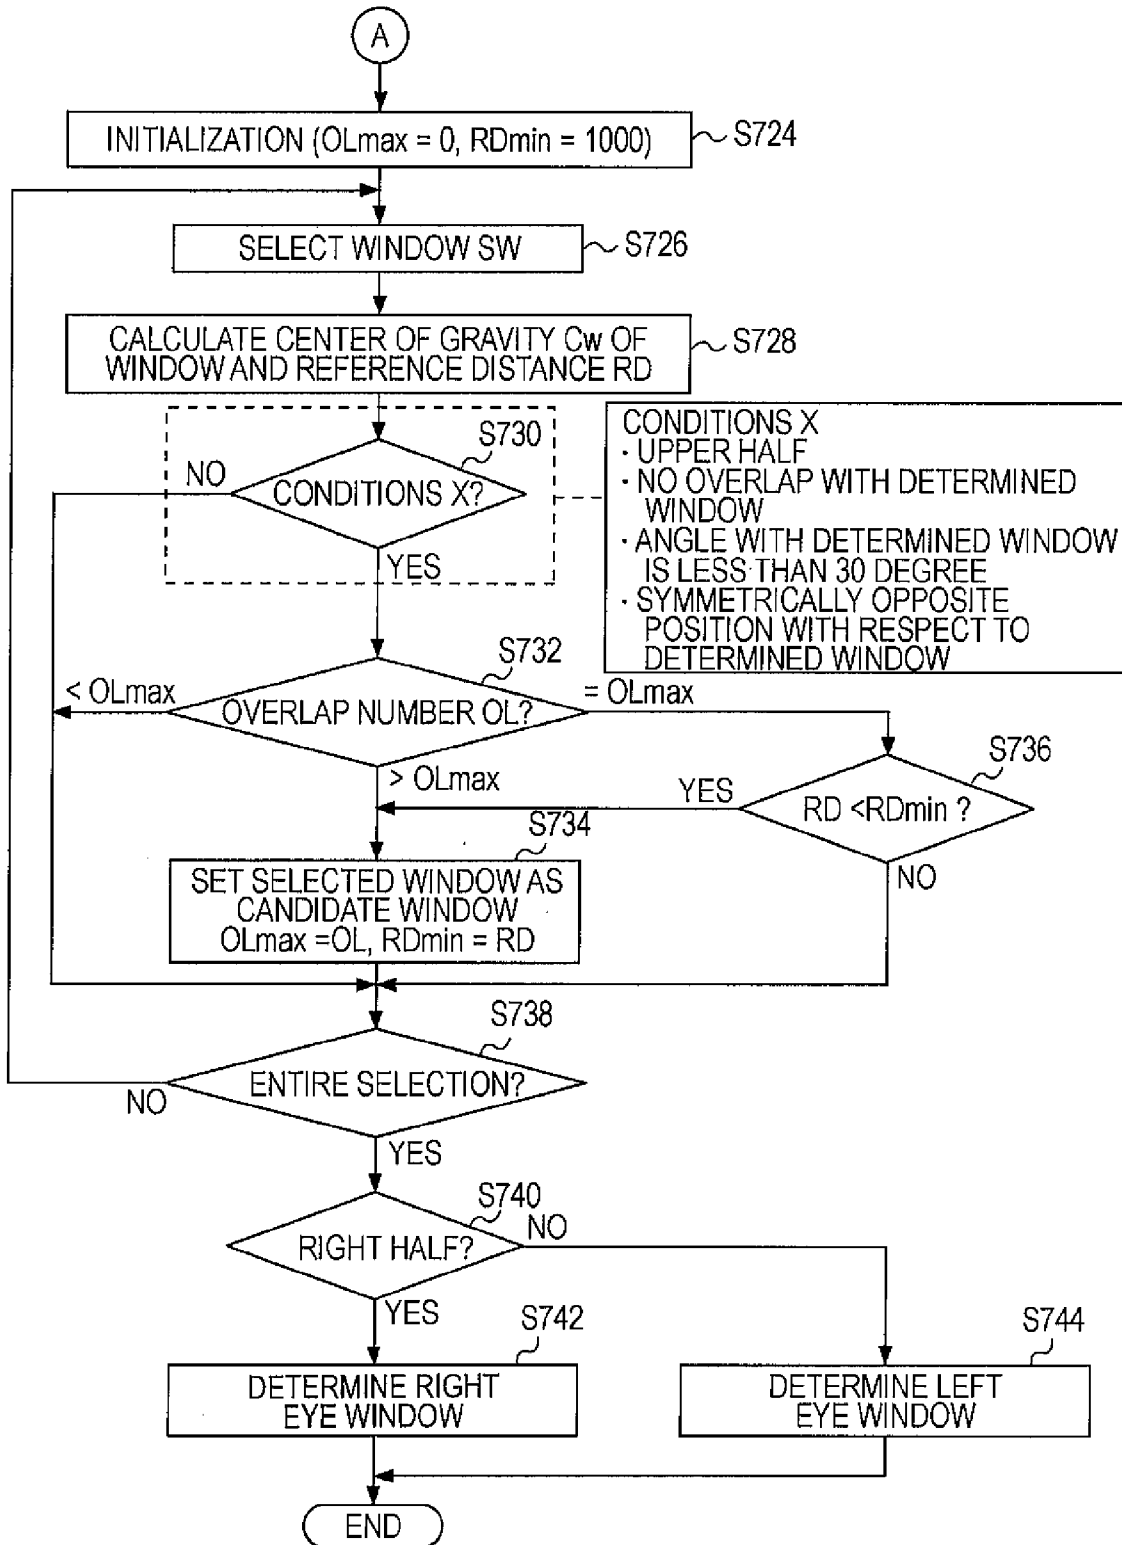 A
INITIALIZATION (OLmax = 0, RDmin = 1000)
S724
SELECT WINDOW SW
S726
CALCULATE CENTER OF GRAVITY Cw OF
WINDOW AND REFERENCE DISTANCE RD
S728
S730
NO
CONDITIONS X?
YES
CONDITIONS X
· UPPER HALF
· NO OVERLAP WITH DETERMINED
WINDOW
· ANGLE WITH DETERMINED WINDOW
IS LESS THAN 30 DEGREE
· SYMMETRICALLY OPPOSITE
POSITION WITH RESPECT TO
DETERMINED WINDOW
S732
< OLmax
OVERLAP NUMBER OL?
= OLmax
> OLmax
S736
YES
RD <RDmin ?
NO
S734
SET SELECTED WINDOW AS
CANDIDATE WINDOW
OLmax =OL, RDmin = RD
S738
ENTIRE SELECTION?
NO
YES
S740
RIGHT HALF?
NO
YES
S742
DETERMINE RIGHT
EYE WINDOW
S744
DETERMINE LEFT
EYE WINDOW
END